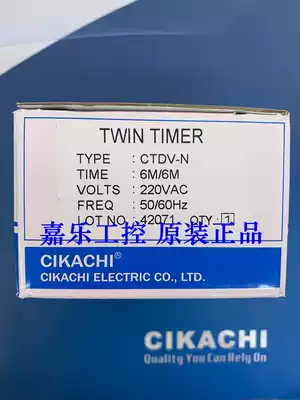 TWIN TIMER
TYPE : CTDV-N
TIME : 6M/6M
VOLTS : 220VAC
FREQ : 50/60Hz
LOT NO : 42071 QTY : 1
嘉乐工控 原装正品
CIKACHI
CIKACHI ELECTRIC CO., LTD.
CIKACHI
Quality You Can Rely On